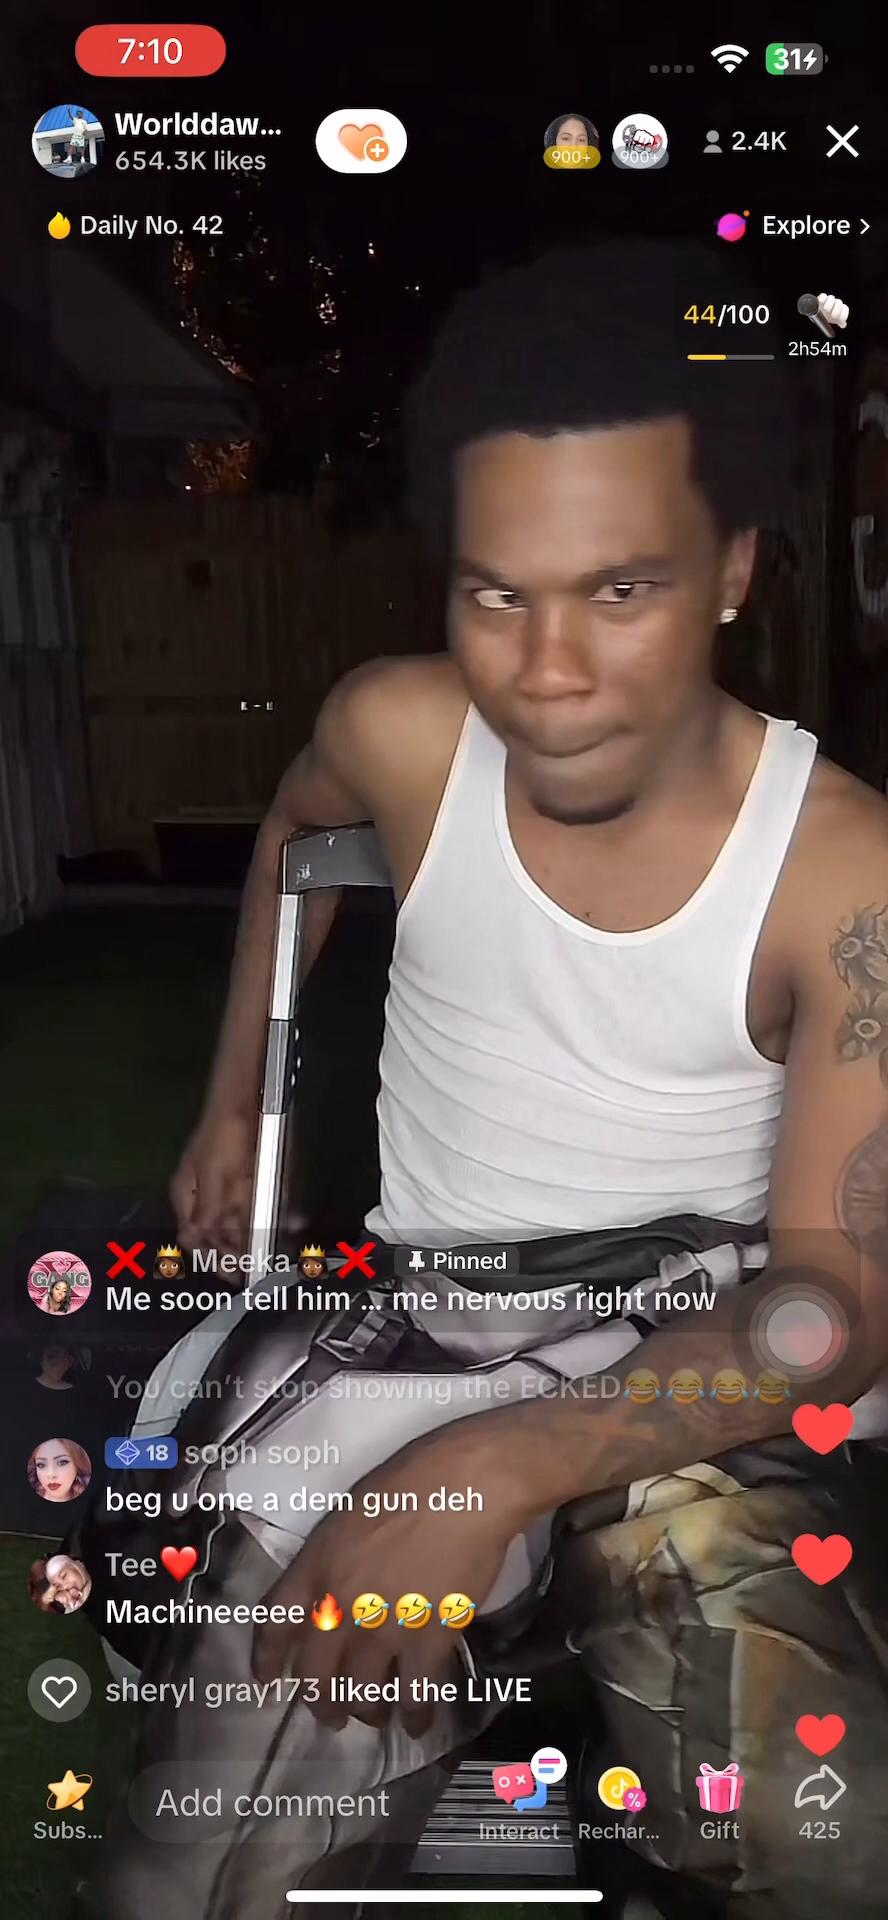 7:10
31
Worlddaw...
654.3K likes
900+
900+
2.4K
Daily No. 42
Explore >
44/100
2h54m
GANG
❌👸🏾Meeka👸🏾❌ Pinned
Me soon tell him ... me nervous right now
You can't stop showing the ECKED😂😂😂😂
18 soph soph
beg u one a dem gun deh
Tee❤️
Machineeeee🔥🤣🤣🤣
sheryl gray173 liked the LIVE
Add comment
Subs...
Interact
Rechar...
Gift
425